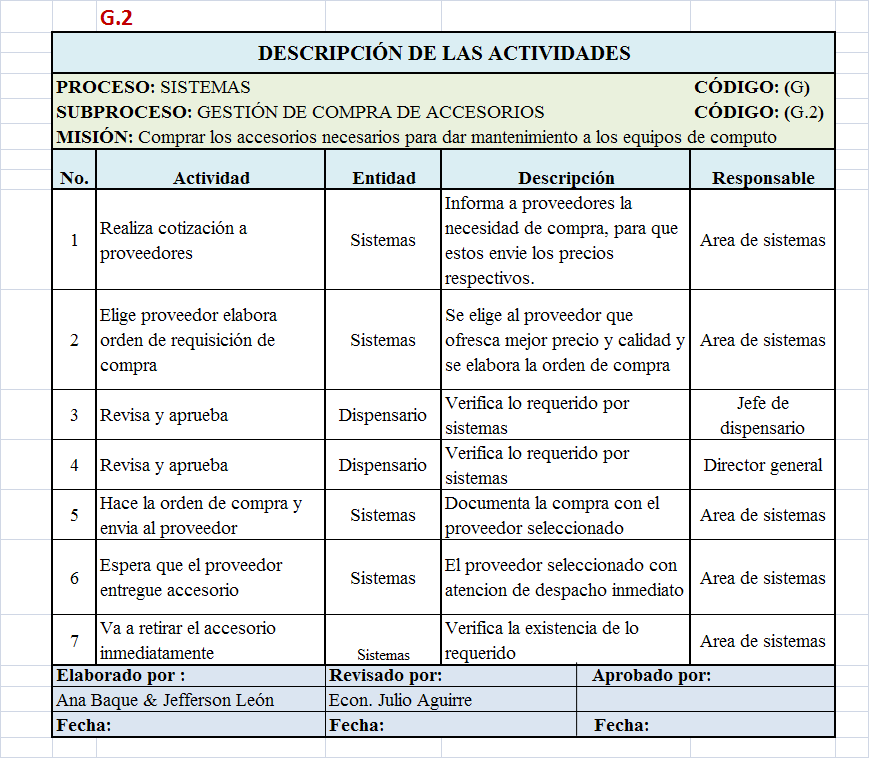 G.2
DESCRIPCIÓN DE LAS ACTIVIDADES
PROCESO: SISTEMAS CÓDIGO: (G)
SUBPROCESO: GESTIÓN DE COMPRA DE ACCESORIOS CÓDIGO: (G.2)
MISIÓN: Comprar los accesorios necesarios para dar mantenimiento a los equipos de computo
No. Actividad Entidad Descripción Responsable
1
Realiza cotización a
proveedores
Sistemas
Informa a proveedores la
necesidad de compra, para que
estos envie los precios
respectivos.
Area de sistemas
2
Elige proveedor elabora
orden de requisición de
compra
Sistemas
Se elige al proveedor que
ofresca mejor precio y calidad y
se elabora la orden de compra
Area de sistemas
3
Revisa y aprueba
Dispensario
Verifica lo requerido por
sistemas
Jefe de
dispensario
4
Revisa y aprueba
Dispensario
Verifica lo requerido por
sistemas
Director general
5
Hace la orden de compra y
envia al proveedor
Sistemas
Documenta la compra con el
proveedor seleccionado
Area de sistemas
6
Espera que el proveedor
entregue accesorio
Sistemas
El proveedor seleccionado con
atencion de despacho inmediato
Area de sistemas
7
Va a retirar el accesorio
inmediatamente
Sistemas
Verifica la existencia de lo
requerido
Area de sistemas
Elaborado por : Revisado por: Aprobado por:
Ana Baque & Jefferson León Econ. Julio Aguirre
Fecha: Fecha: Fecha: